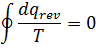 ∮ dq_rev / T = 0